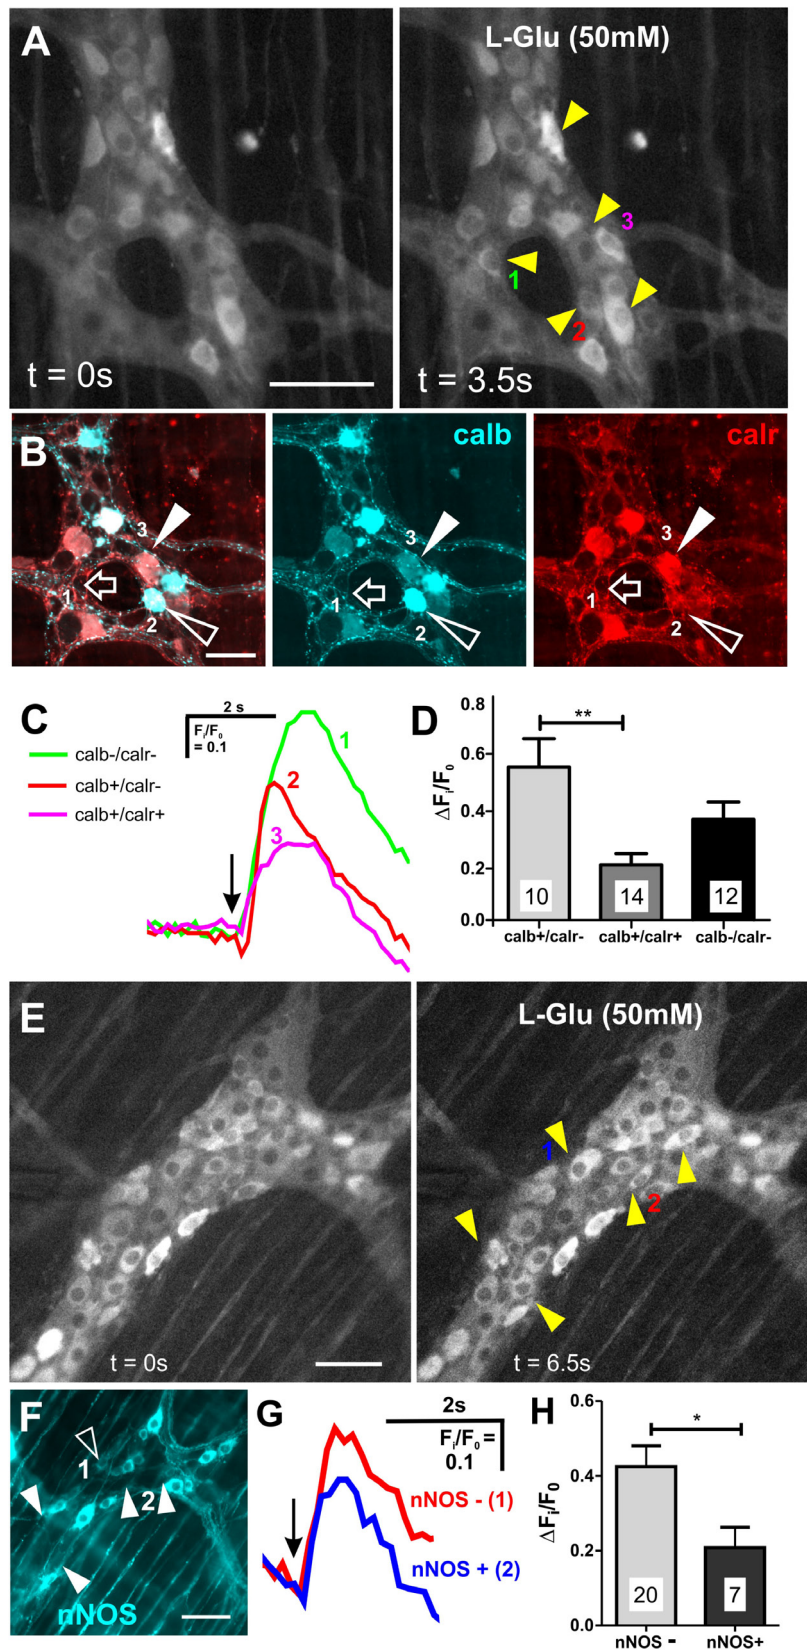 A
L-Glu (50mM)
3
1
2
t = 0s
t = 3.5s
B
calb
calr
3
1
2
3
1
2
3
1
2
C
2 s
Fi/F0
= 0.1
calb-/calr-
calb+/calr-
calb+/calr+
1
2
3
D
ΔFi/F0
0.8
0.6
0.4
0.2
0.0
**
10
14
12
calb+/calr-
calb+/calr+
calb-/calr-
E
L-Glu (50mM)
1
2
t = 0s
t = 6.5s
F
1
2
nNOS
G
2s
Fi/F0 =
0.1
nNOS - (1)
nNOS + (2)
H
ΔFi/F0
0.6
0.4
0.2
0.0
*
20
7
nNOS -
nNOS+